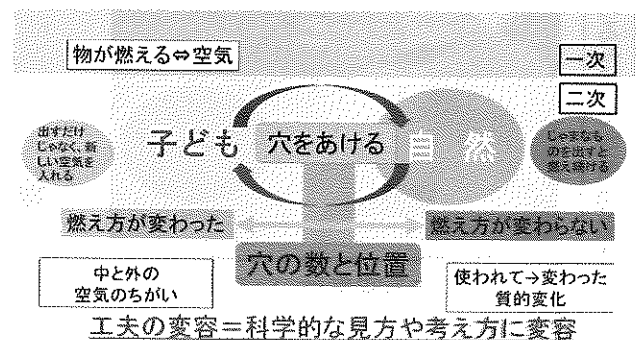 物が燃える⇔空気
一次
二次
出すだけ
じゃなく、新
しい空気を
入れる
子ども
穴をあける
自 然
じゃまなも
のを出すと
燃え続行る
燃え方が変わった
燃え方が変わらない
穴の数と位置
中と外の
空気のちがい
使われて→変わった
質的変化
工夫の変容＝科学的な見方や考え方に変容